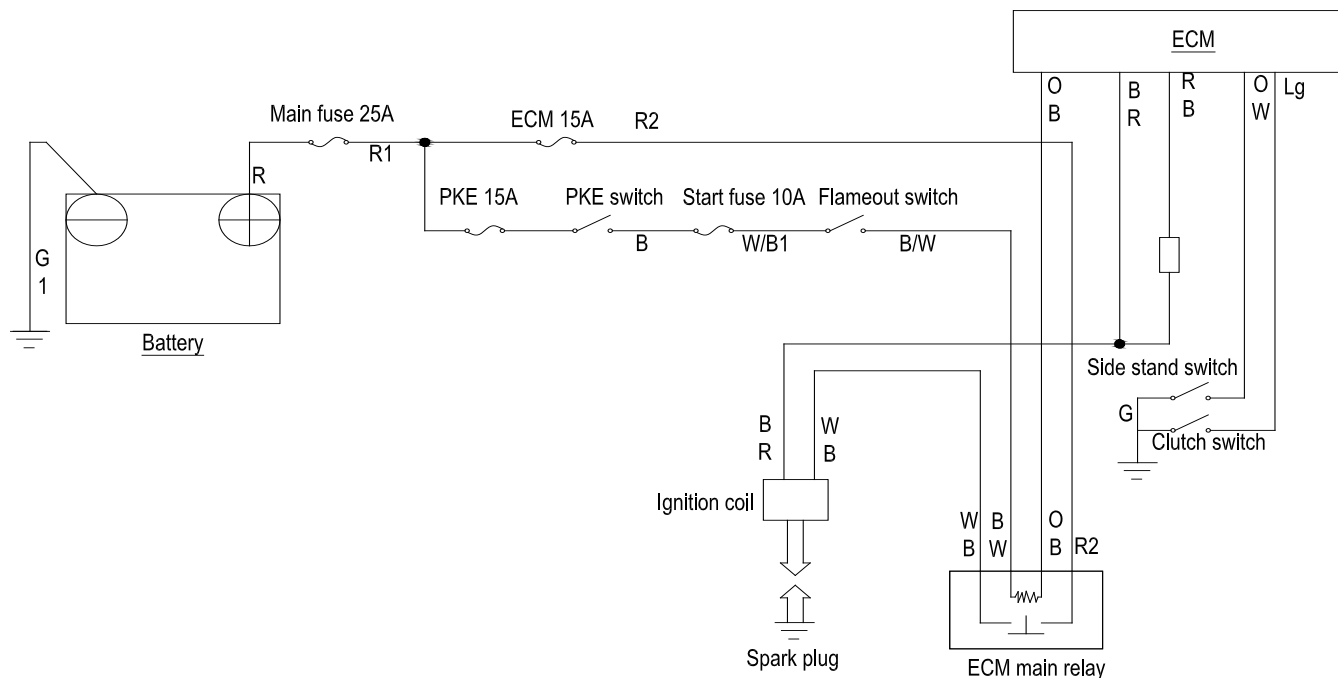 ECM
O
B
B
R
R
B
O
W
Lg
Main fuse 25A
ECM 15A
R2
R1
R
PKE 15A
PKE switch
Start fuse 10A
Flameout switch
B
W/B1
B/W
G
1
Battery
Side stand switch
G
Clutch switch
B
R
W
B
Ignition coil
W
B
B
W
O
B
R2
Spark plug
ECM main relay